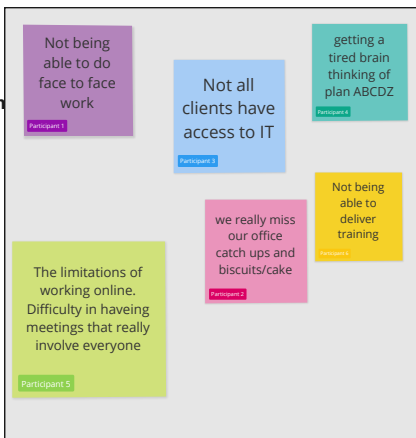 Not being
able to do
face to face
work
Participant 1
Not all
clients have
access to IT
Participant 3
getting a
tired brain
thinking of
plan ABCDZ
Participant 4
we really miss
our office
catch ups and
biscuits/cake
Participant 2
Not being
able to
deliver
training
The limitations of
working online.
Difficulty in haveing
meetings that really
involve everyone
Participant 5